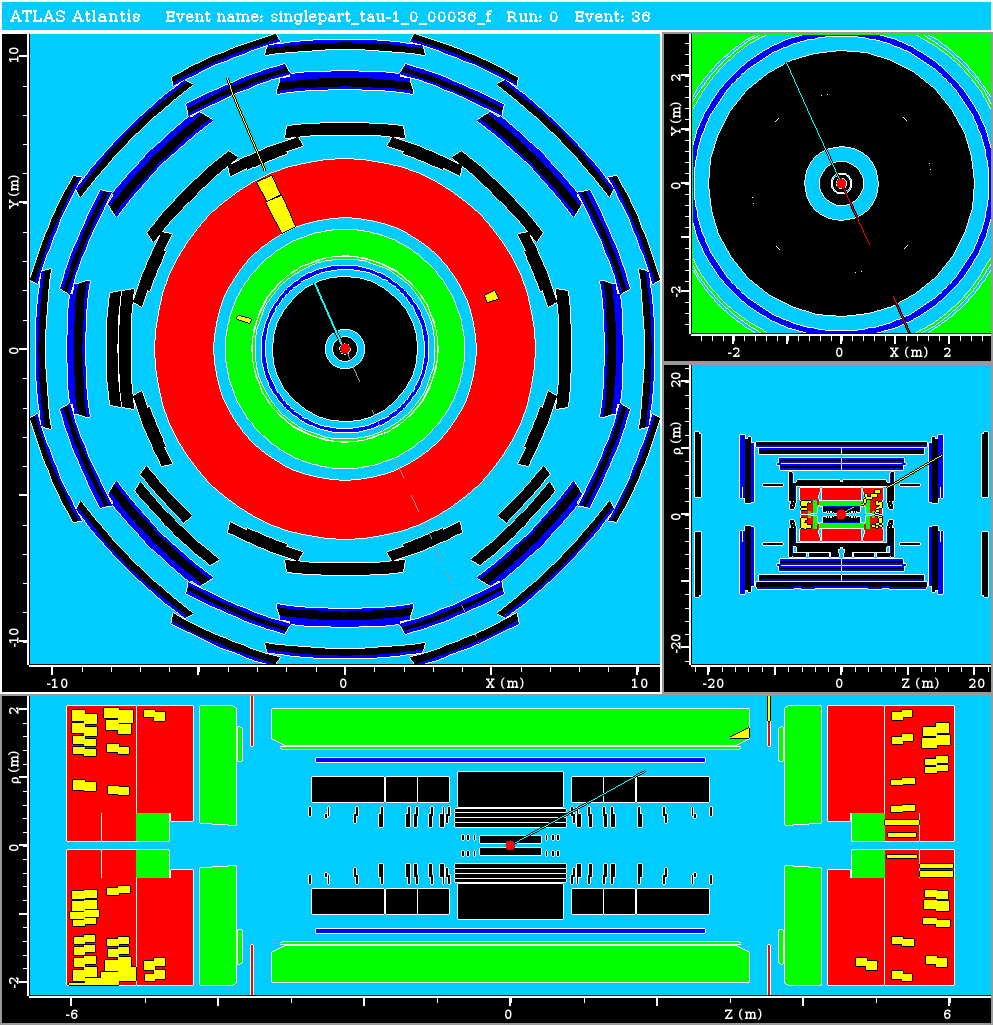 ATLAS Atlantis Event name: singlepart_tau-1_0_00036_f Run: 0 Event: 36
10
Y(m)
0
-10
-10 0 X (m) 10
2
Y(m)
0
-2
-2 0 X (m) 2
20
ρ(m)
0
-20
-20 0 Z (m) 20
2
ρ(m)
0
-2
-6 0 Z (m) 6